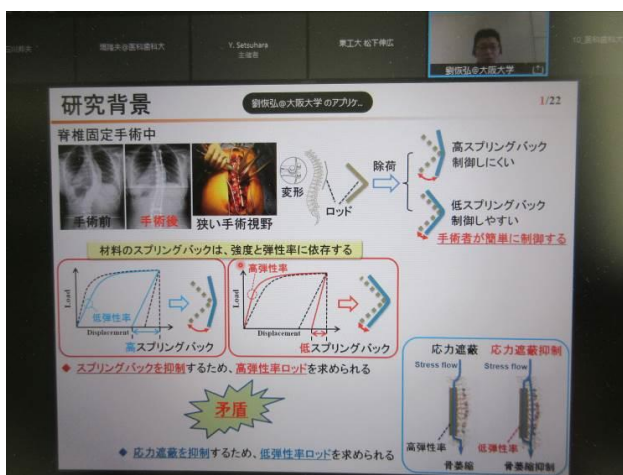 Y. Setsuhara
主催者
東工大 松下伸広
劉恢弘@大阪大学
研究背景
劉恢弘@大阪大学 のアプリケ...
1/22
脊椎固定手術中
手術前
手術後
狭い手術視野
変形
ロッド
除荷
高スプリングバック
制御しにくい
低スプリングバック
制御しやすい
手術者が簡単に制御する
材料のスプリングバックは、強度と弾性率に依存する
Load
低弾性率
Displacement
高スプリングバック
Load
高弾性率
Displacement
低スプリングバック
◆ スプリングバックを抑制するため、高弾性率ロッドを求められる
矛盾
◆ 応力遮蔽を抑制するため、低弾性率ロッドを求められる
応力遮蔽
応力遮蔽抑制
Stress flow
Stress flow
高弾性率
低弾性率
骨萎縮
骨萎縮抑制